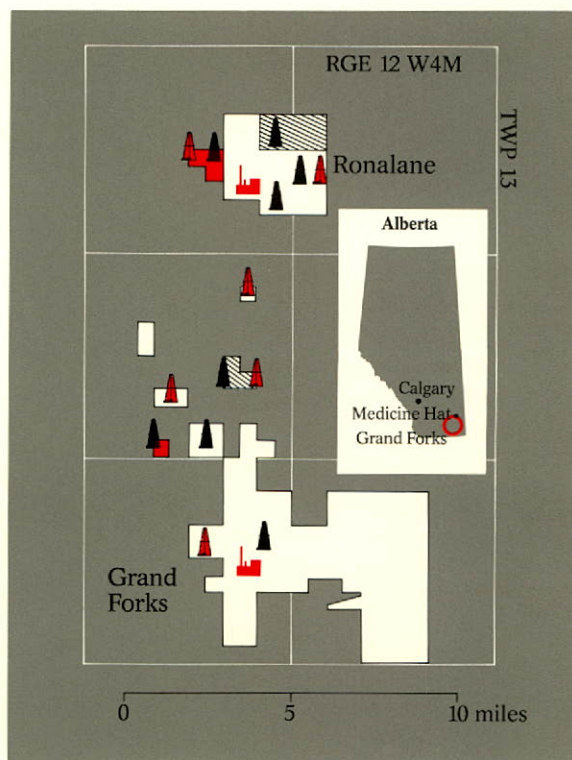 RGE 12 W4M
TWP 13
Ronalane
Alberta
Calgary
Medicine Hat
Grand Forks
Grand
Forks
0 5 10 miles